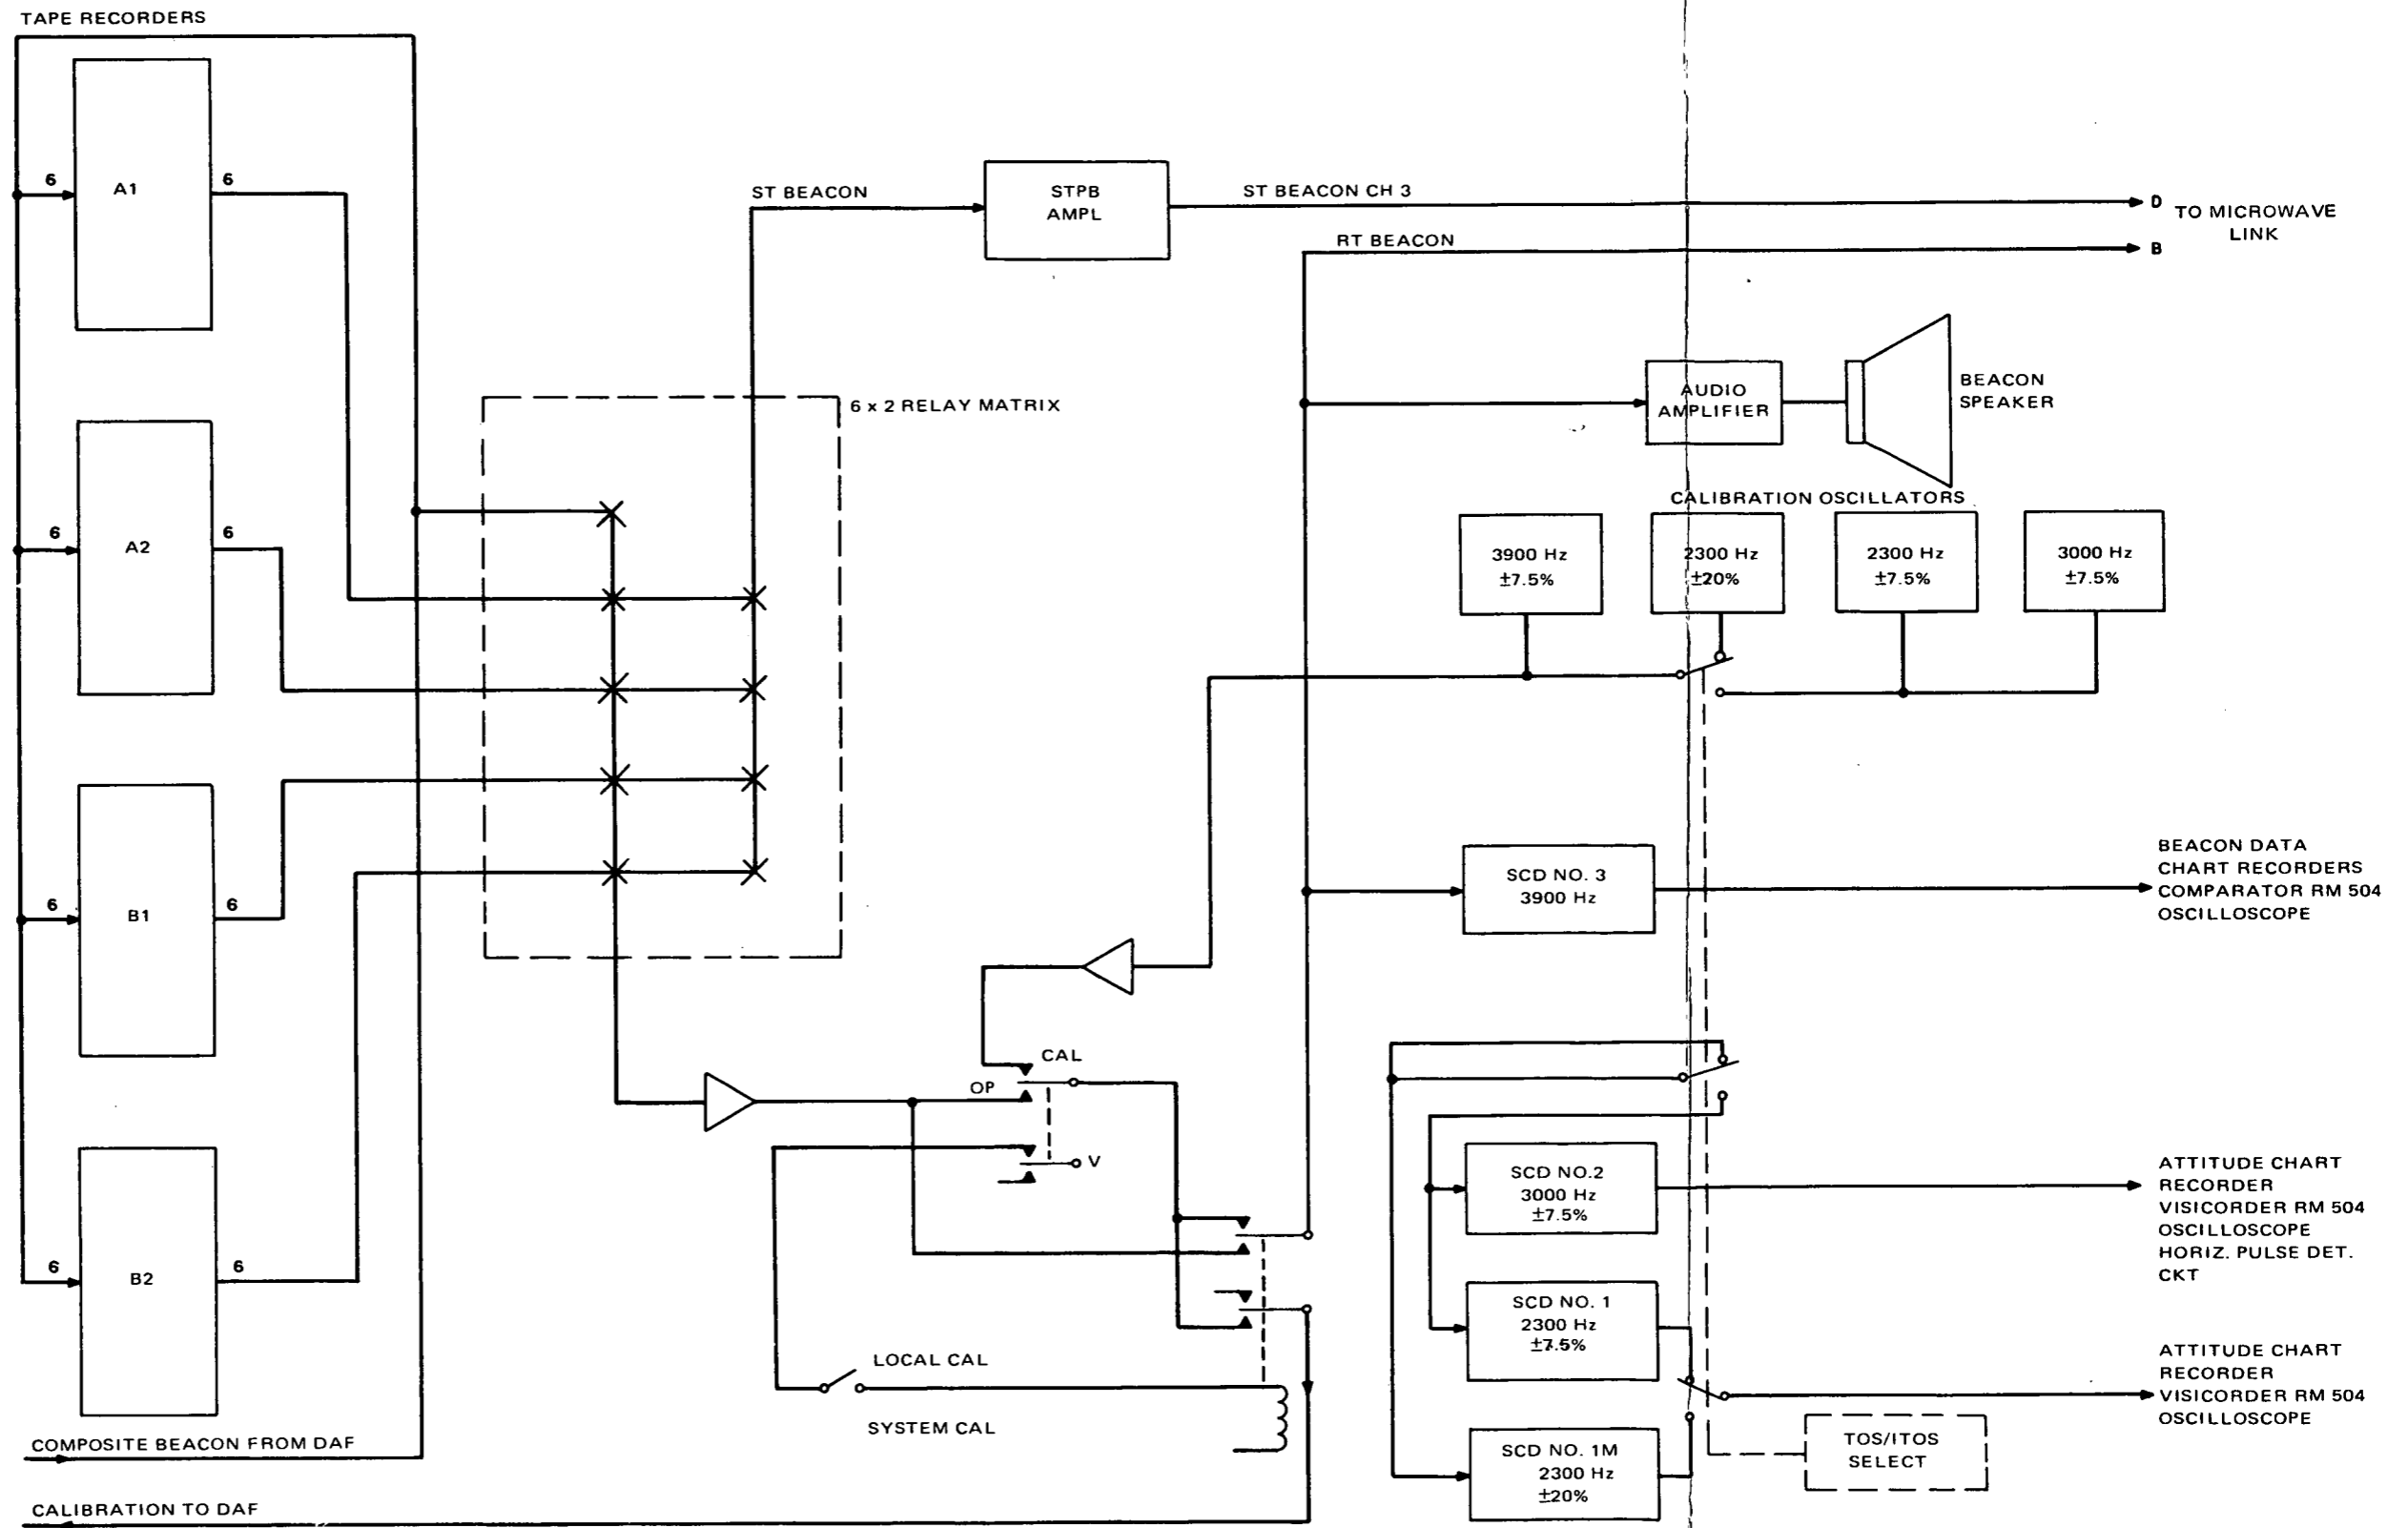 TAPE RECORDERS
6
A1
6
6
A2
6
6
B1
6
6
B2
6
COMPOSITE BEACON FROM DAF
CALIBRATION TO DAF
6 x 2 RELAY MATRIX
ST BEACON
STPB
AMPL
ST BEACON CH 3
D
TO MICROWAVE
LINK
RT BEACON
B
AUDIO
AMPLIFIER
BEACON
SPEAKER
CALIBRATION OSCILLATORS
3900 Hz
±7.5%
2300 Hz
±20%
2300 Hz
±7.5%
3000 Hz
±7.5%
SCD NO. 3
3900 Hz
BEACON DATA
CHART RECORDERS
COMPARATOR RM 504
OSCILLOSCOPE
CAL
OP
V
LOCAL CAL
SYSTEM CAL
SCD NO.2
3000 Hz
±7.5%
ATTITUDE CHART
RECORDER
VISICORDER RM 504
OSCILLOSCOPE
HORIZ. PULSE DET.
CKT
SCD NO. 1
2300 Hz
±7.5%
ATTITUDE CHART
RECORDER
VISICORDER RM 504
OSCILLOSCOPE
SCD NO. 1M
2300 Hz
±20%
TOS/ITOS
SELECT